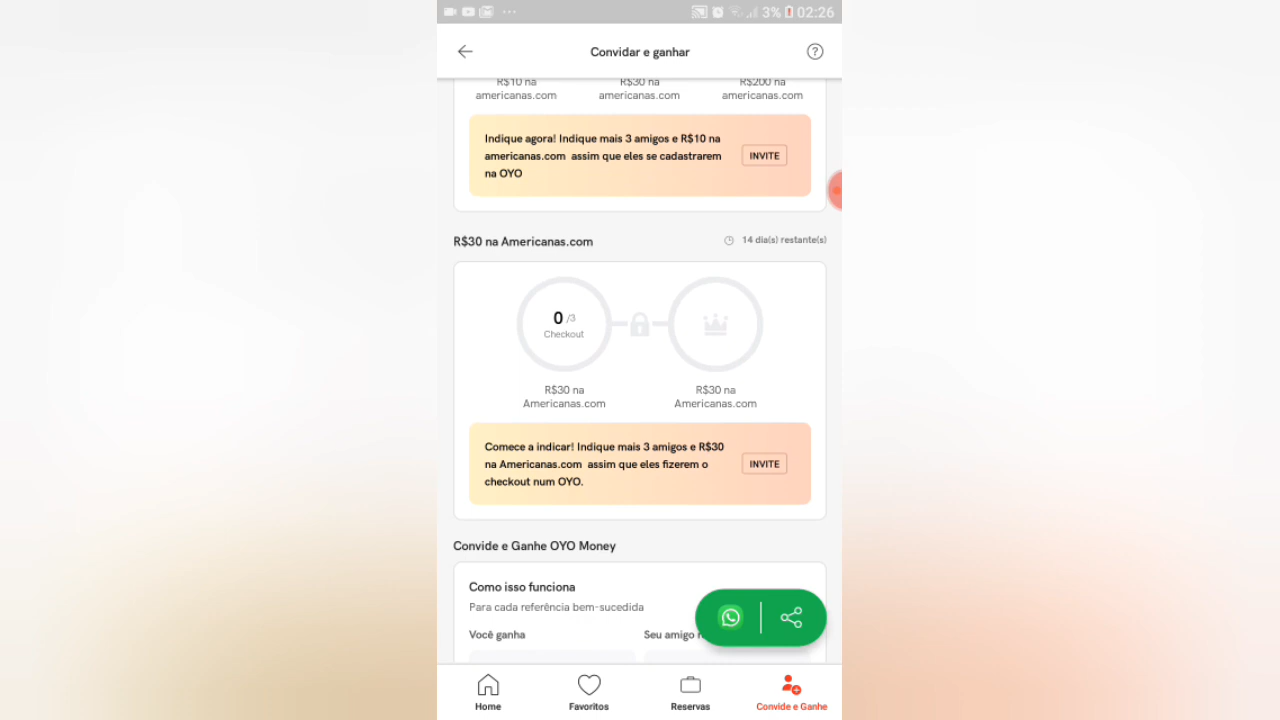 3% 02:26
Convidar e ganhar
R$10 na
americanas.com
R$30 na
americanas.com
R$200 na
americanas.com
Indique agora! Indique mais 3 amigos e R$10 na
americanas.com assim que eles se cadastrarem
na OYO
INVITE
R$30 na Americanas.com
14 dia(s) restante(s)
0 /3
Checkout
R$30 na
Americanas.com
R$30 na
Americanas.com
Comece a indicar! Indique mais 3 amigos e R$30
na Americanas.com assim que eles fizerem o
checkout num OYO.
INVITE
Convide e Ganhe OYO Money
Como isso funciona
Para cada referência bem-sucedida
Você ganha
Seu amigo
Home
Favoritos
Reservas
Convide e Ganhe